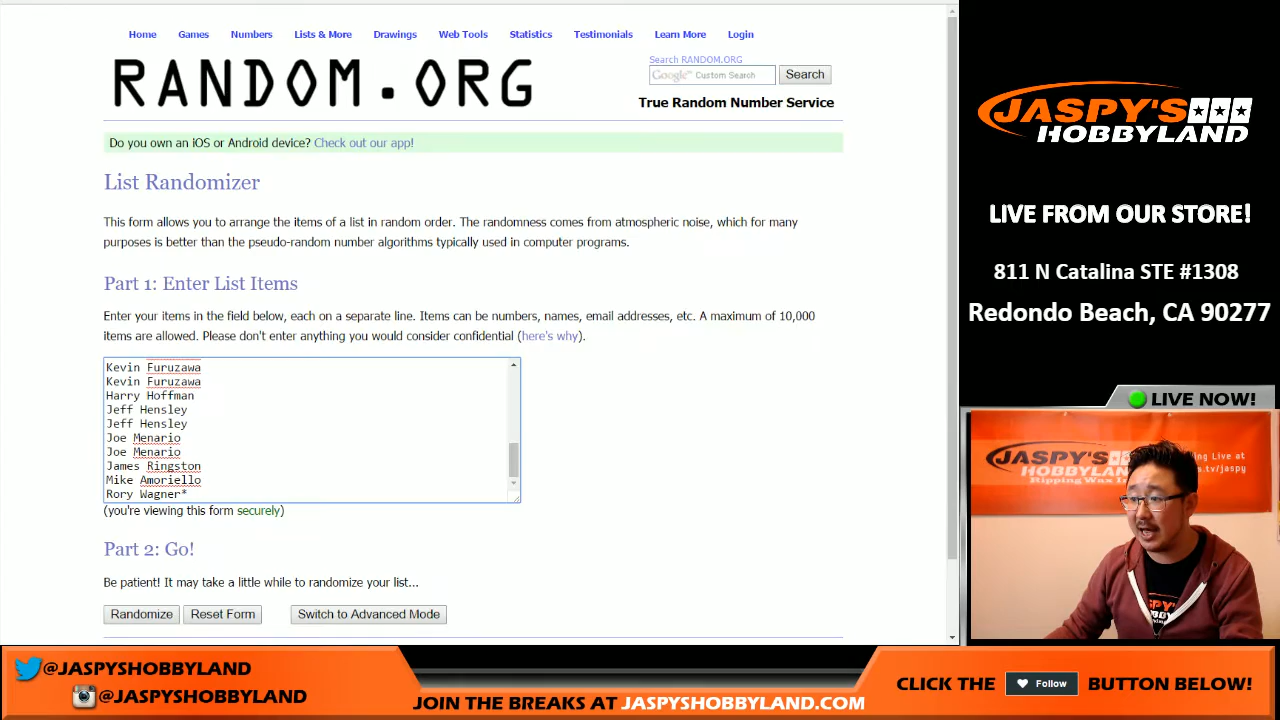 Home Games Numbers Lists & More Drawings Web Tools Statistics Testimonials Learn More Login
RANDOM.ORG
Search RANDOM.ORG
Google™ Custom Search Search
True Random Number Service
Do you own an iOS or Android device? Check out our app!
List Randomizer
This form allows you to arrange the items of a list in random order. The randomness comes from atmospheric noise, which for many
purposes is better than the pseudo-random number algorithms typically used in computer programs.
Part 1: Enter List Items
Enter your items in the field below, each on a separate line. Items can be numbers, names, email addresses, etc. A maximum of 10,000
items are allowed. Please don't enter anything you would consider confidential (here's why).
Kevin Furuzawa
Kevin Furuzawa
Harry Hoffman
Jeff Hensley
Jeff Hensley
Joe Menario
Joe Menario
James Ringston
Mike Amoriello
Rory Wagner*
(you're viewing this form securely)
Part 2: Go!
Be patient! It may take a little while to randomize your list...
Randomize Reset Form Switch to Advanced Mode
JASPY'S
HOBBYLAND
LIVE FROM OUR STORE!
811 N Catalina STE #1308
Redondo Beach, CA 90277
LIVE NOW!
JASPY'S
HOBBYLAND
Ripping Wax
ing Live at
s.tv/jaspy
@JASPYSHOBBYLAND
@JASPYSHOBBYLAND
JOIN THE BREAKS AT JASPYSHOBBYLAND.COM
CLICK THE Follow BUTTON BELOW!